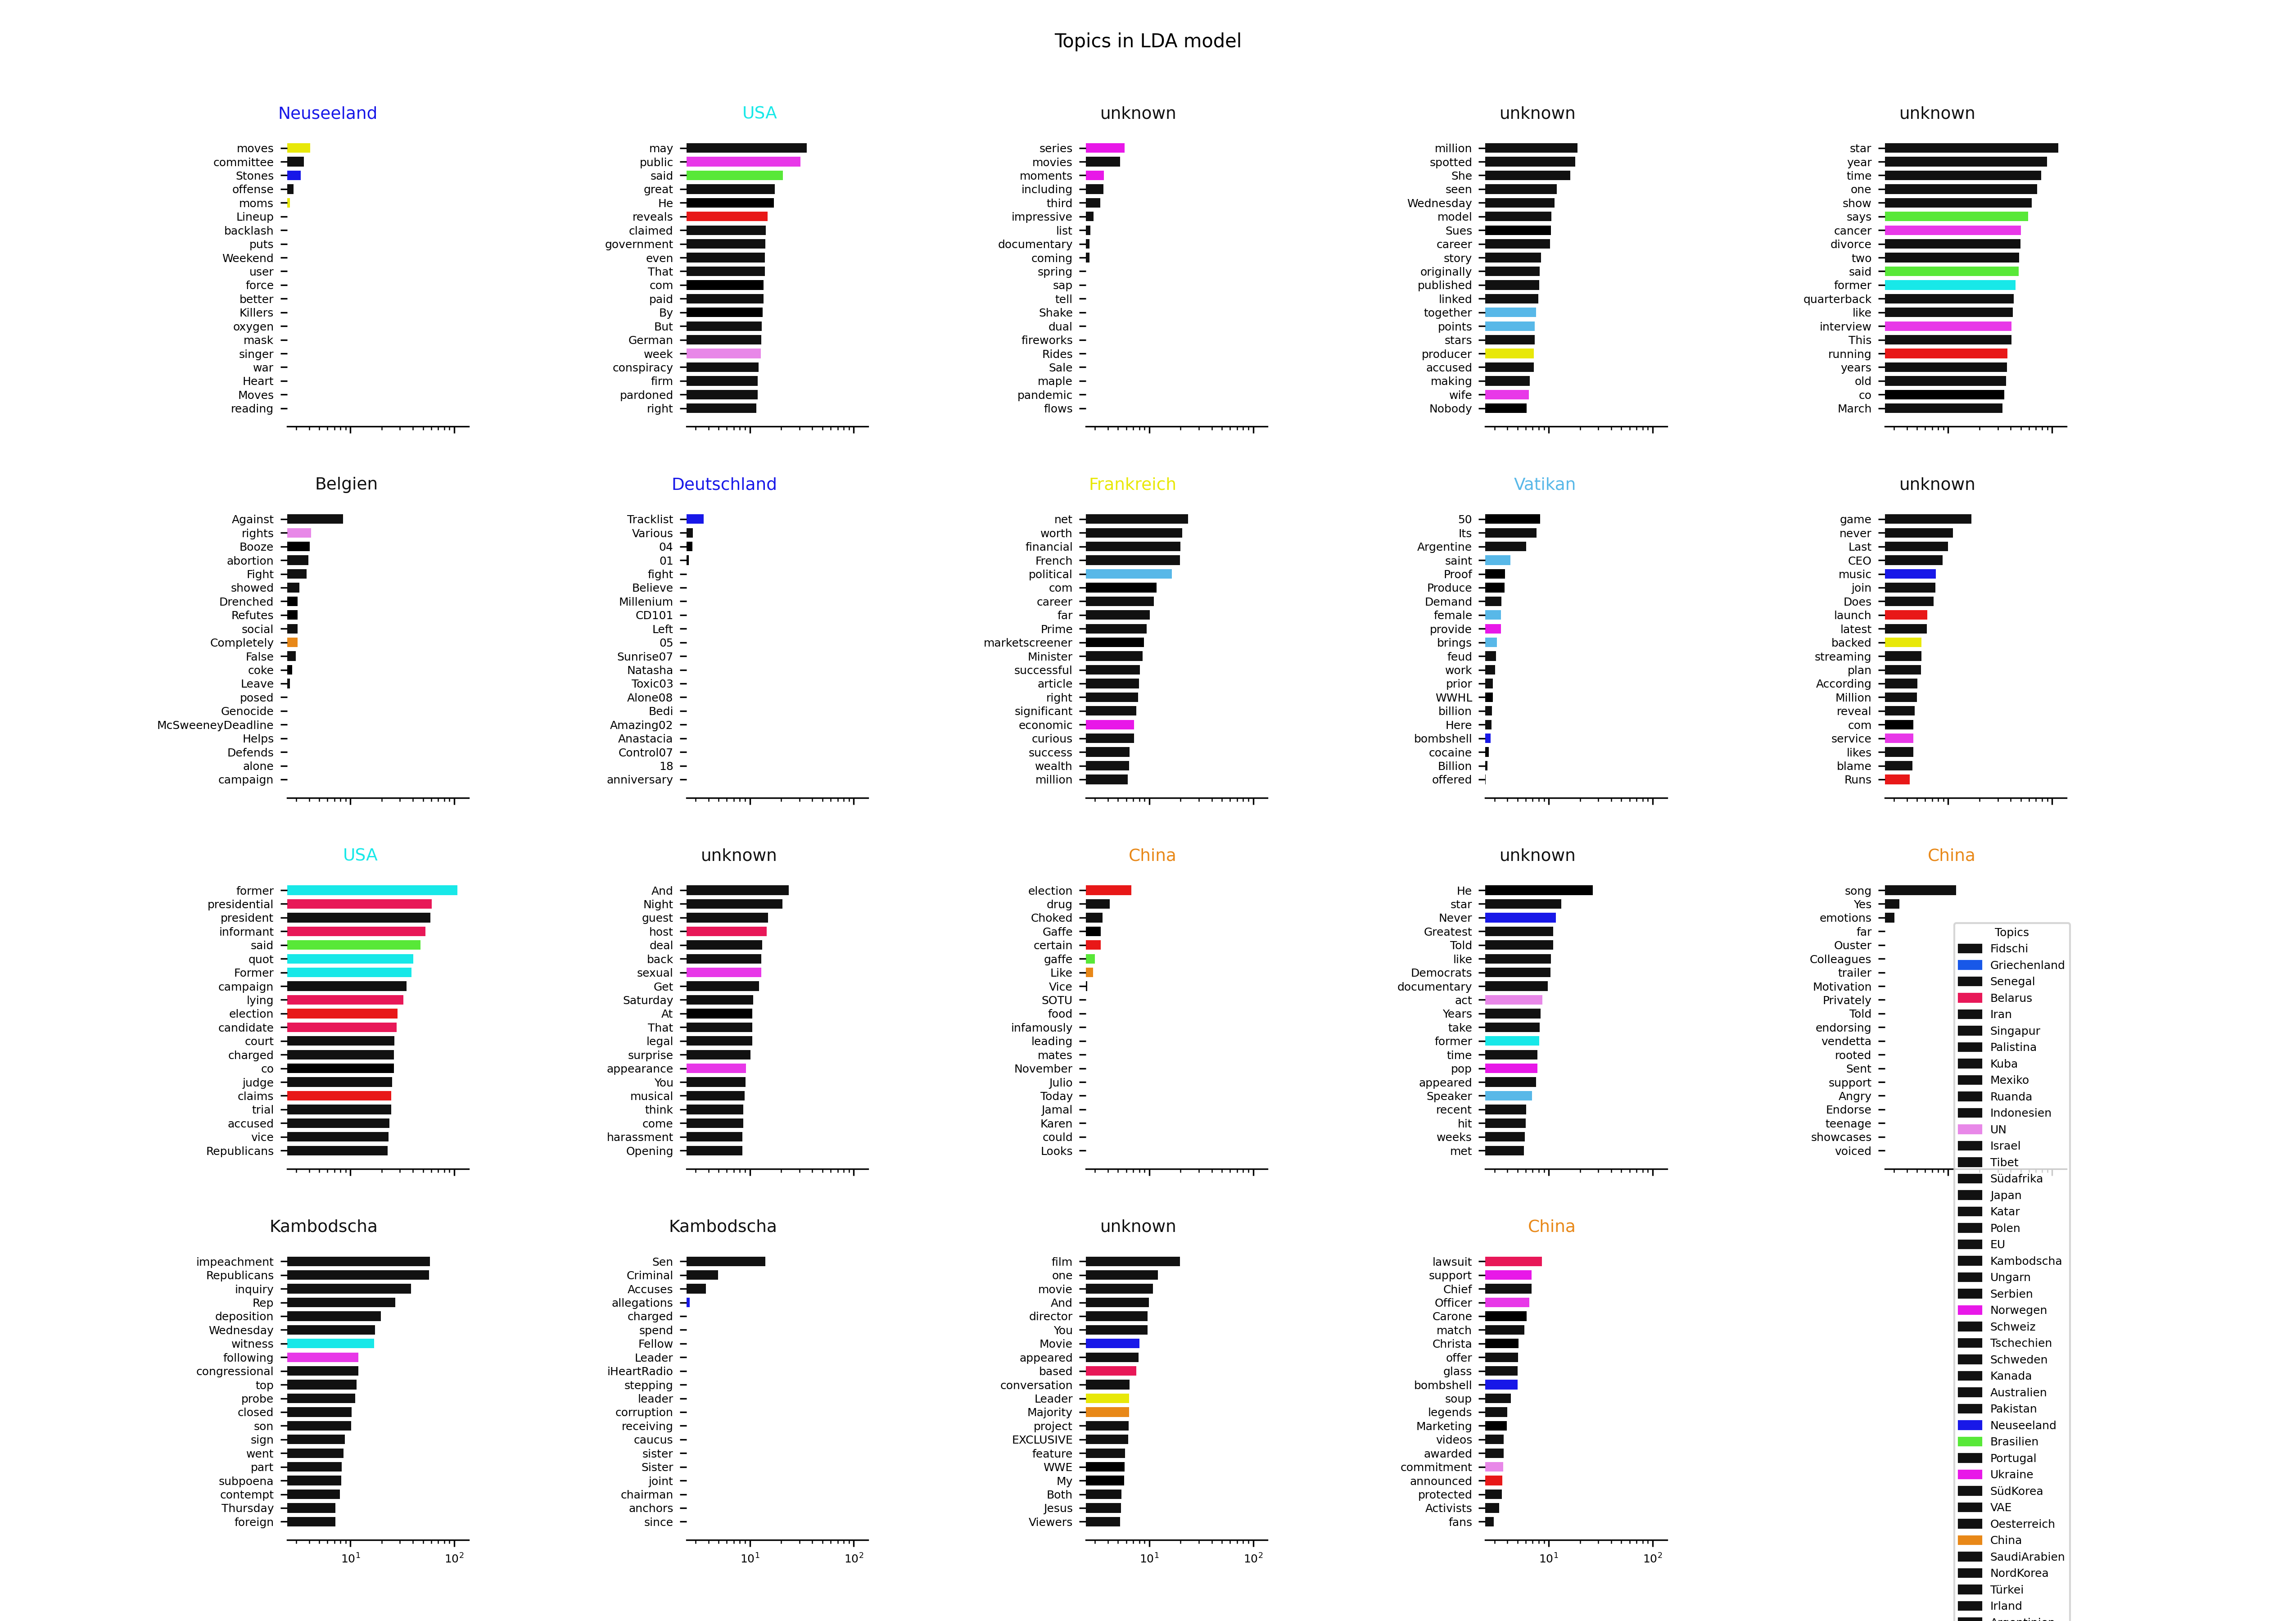 Topics in LDA model
Neuseeland
moves
committee
Stones
offense
moms
Lineup
backlash
puts
Weekend
user
force
better
Killers
oxygen
mask
singer
war
Heart
Moves
reading
USA
may
public
said
great
He
reveals
claimed
government
even
That
com
paid
By
But
German
week
conspiracy
firm
pardoned
right
unknown
series
movies
moments
including
third
impressive
list
documentary
coming
spring
sap
tell
Shake
dual
fireworks
Rides
Sale
maple
pandemic
flows
unknown
million
spotted
She
seen
Wednesday
model
Sues
career
story
originally
published
linked
together
points
stars
producer
accused
making
wife
Nobody
unknown
star
year
time
one
show
says
cancer
divorce
two
said
former
quarterback
like
interview
This
running
years
old
co
March
Belgien
Against
rights
Booze
abortion
Fight
showed
Drenched
Refutes
social
Completely
False
coke
Leave
posed
Genocide
McSweeneyDeadline
Helps
Defends
alone
campaign
Deutschland
Tracklist
Various
04
01
fight
Believe
Millenium
CD101
Left
05
Sunrise07
Natasha
Toxic03
Alone08
Bedi
Amazing02
Anastacia
Control07
18
anniversary
Frankreich
net
worth
financial
French
political
com
career
far
Prime
marketscreener
Minister
successful
article
right
significant
economic
curious
success
wealth
million
Vatikan
50
Its
Argentine
saint
Proof
Produce
Demand
female
provide
brings
feud
work
prior
WWHL
billion
Here
bombshell
cocaine
Billion
offered
unknown
game
never
Last
CEO
music
join
Does
launch
latest
backed
streaming
plan
According
Million
reveal
com
service
likes
blame
Runs
USA
former
presidential
president
informant
said
quot
Former
campaign
lying
election
candidate
court
charged
co
judge
claims
trial
accused
vice
Republicans
unknown
And
Night
guest
host
deal
back
sexual
Get
Saturday
At
That
legal
surprise
appearance
You
musical
think
come
harassment
Opening
China
election
drug
Choked
Gaffe
certain
gaffe
Like
Vice
SOTU
food
infamously
leading
mates
November
Julio
Today
Jamal
Karen
could
Looks
unknown
He
star
Never
Greatest
Told
like
Democrats
documentary
act
Years
take
former
time
pop
appeared
Speaker
recent
hit
weeks
met
China
song
Yes
emotions
far
Ouster
Colleagues
trailer
Motivation
Privately
Told
endorsing
vendetta
rooted
Sent
support
Angry
Endorse
teenage
showcases
voiced
Kambodscha
impeachment
Republicans
inquiry
Rep
deposition
Wednesday
witness
following
congressional
top
probe
closed
son
sign
went
part
subpoena
contempt
Thursday
foreign
10¹ 10²
Kambodscha
Sen
Criminal
Accuses
allegations
charged
spend
Fellow
Leader
iHeartRadio
stepping
leader
corruption
receiving
caucus
sister
Sister
joint
chairman
anchors
since
10¹ 10²
unknown
film
one
movie
And
director
You
Movie
appeared
based
conversation
Leader
Majority
project
EXCLUSIVE
feature
WWE
My
Both
Jesus
Viewers
10¹ 10²
China
lawsuit
support
Chief
Officer
Carone
match
Christa
offer
glass
bombshell
soup
legends
Marketing
videos
awarded
commitment
announced
protected
Activists
fans
10¹ 10²
Topics
Fidschi
Griechenland
Senegal
Belarus
Iran
Singapur
Palistina
Kuba
Mexiko
Ruanda
Indonesien
UN
Israel
Tibet
Südafrika
Japan
Katar
Polen
EU
Kambodscha
Ungarn
Serbien
Norwegen
Schweiz
Tschechien
Schweden
Kanada
Australien
Pakistan
Neuseeland
Brasilien
Portugal
Ukraine
SüdKorea
VAE
Oesterreich
China
SaudiArabien
NordKorea
Türkei
Irland